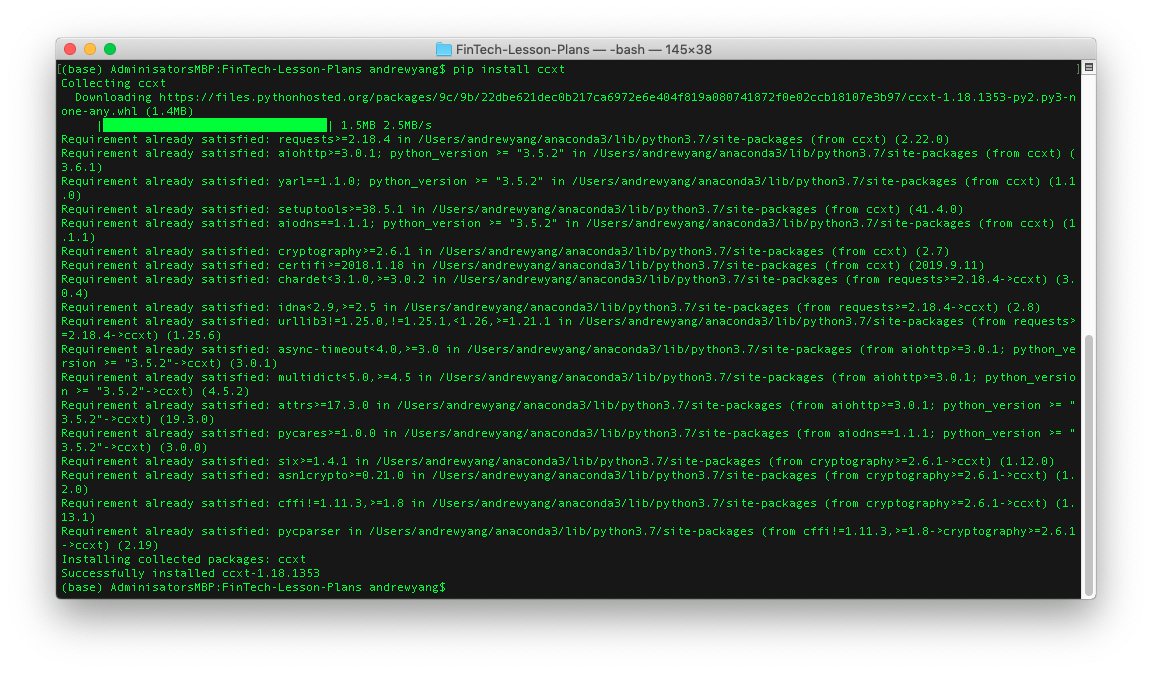 FinTech-Lesson-Plans — -bash — 145×38
[(base) AdminisatorsMBP:FinTech-Lesson-Plans andrewyang$ pip install ccxt ]
Collecting ccxt
  Downloading https://files.pythonhosted.org/packages/9c/9b/22dbe621dec0b217ca6972e6e404f819a080741872f0e02ccb18107e3b97/ccxt-1.18.1353-py2.py3-n
one-any.whl (1.4MB)
     |████████████████████████████████| 1.5MB 2.5MB/s
Requirement already satisfied: requests>=2.18.4 in /Users/andrewyang/anaconda3/lib/python3.7/site-packages (from ccxt) (2.22.0)
Requirement already satisfied: aiohttp>=3.0.1; python_version >= "3.5.2" in /Users/andrewyang/anaconda3/lib/python3.7/site-packages (from ccxt) (
3.6.1)
Requirement already satisfied: yarl==1.1.0; python_version >= "3.5.2" in /Users/andrewyang/anaconda3/lib/python3.7/site-packages (from ccxt) (1.1
.0)
Requirement already satisfied: setuptools>=38.5.1 in /Users/andrewyang/anaconda3/lib/python3.7/site-packages (from ccxt) (41.4.0)
Requirement already satisfied: aiodns==1.1.1; python_version >= "3.5.2" in /Users/andrewyang/anaconda3/lib/python3.7/site-packages (from ccxt) (1
.1.1)
Requirement already satisfied: cryptography>=2.6.1 in /Users/andrewyang/anaconda3/lib/python3.7/site-packages (from ccxt) (2.7)
Requirement already satisfied: certifi>=2018.1.18 in /Users/andrewyang/anaconda3/lib/python3.7/site-packages (from ccxt) (2019.9.11)
Requirement already satisfied: chardet<3.1.0,>=3.0.2 in /Users/andrewyang/anaconda3/lib/python3.7/site-packages (from requests>=2.18.4->ccxt) (3.
0.4)
Requirement already satisfied: idna<2.9,>=2.5 in /Users/andrewyang/anaconda3/lib/python3.7/site-packages (from requests>=2.18.4->ccxt) (2.8)
Requirement already satisfied: urllib3!=1.25.0,!=1.25.1,<1.26,>=1.21.1 in /Users/andrewyang/anaconda3/lib/python3.7/site-packages (from requests>
=2.18.4->ccxt) (1.25.6)
Requirement already satisfied: async-timeout<4.0,>=3.0 in /Users/andrewyang/anaconda3/lib/python3.7/site-packages (from aiohttp>=3.0.1; python_ve
rsion >= "3.5.2"->ccxt) (3.0.1)
Requirement already satisfied: multidict<5.0,>=4.5 in /Users/andrewyang/anaconda3/lib/python3.7/site-packages (from aiohttp>=3.0.1; python_versio
n >= "3.5.2"->ccxt) (4.5.2)
Requirement already satisfied: attrs>=17.3.0 in /Users/andrewyang/anaconda3/lib/python3.7/site-packages (from aiohttp>=3.0.1; python_version >= "
3.5.2"->ccxt) (19.3.0)
Requirement already satisfied: pycares>=1.0.0 in /Users/andrewyang/anaconda3/lib/python3.7/site-packages (from aiodns==1.1.1; python_version >= "
3.5.2"->ccxt) (3.0.0)
Requirement already satisfied: six>=1.4.1 in /Users/andrewyang/anaconda3/lib/python3.7/site-packages (from cryptography>=2.6.1->ccxt) (1.12.0)
Requirement already satisfied: asn1crypto>=0.21.0 in /Users/andrewyang/anaconda3/lib/python3.7/site-packages (from cryptography>=2.6.1->ccxt) (1.
2.0)
Requirement already satisfied: cffi!=1.11.3,>=1.8 in /Users/andrewyang/anaconda3/lib/python3.7/site-packages (from cryptography>=2.6.1->ccxt) (1.
13.1)
Requirement already satisfied: pycparser in /Users/andrewyang/anaconda3/lib/python3.7/site-packages (from cffi!=1.11.3,>=1.8->cryptography>=2.6.1
->ccxt) (2.19)
Installing collected packages: ccxt
Successfully installed ccxt-1.18.1353
(base) AdminisatorsMBP:FinTech-Lesson-Plans andrewyang$